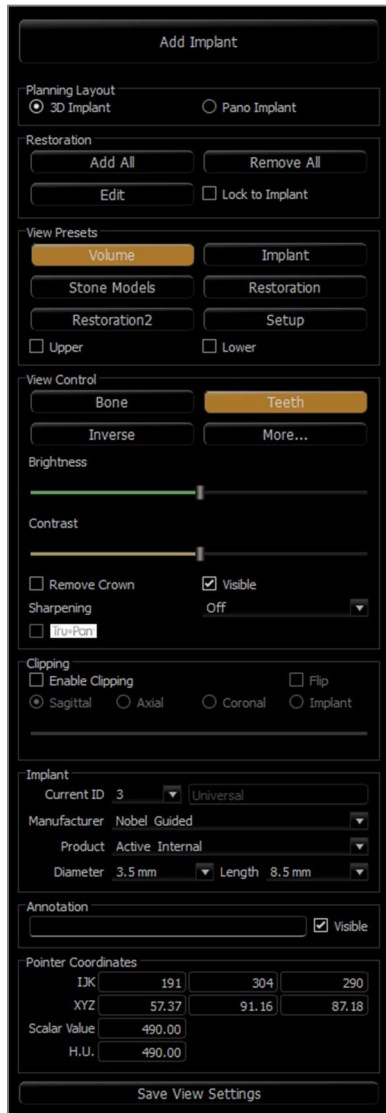 Add Implant
Planning Layout
3D Implant Pano Implant
Restoration
Add All Remove All
Edit Lock to Implant
View Presets
Volume Implant
Stone Models Restoration
Restoration2 Setup
Upper Lower
View Control
Bone Teeth
Inverse More...
Brightness
Contrast
Remove Crown Visible
Sharpening Off
Tru•Pan
Clipping
Enable Clipping Flip
Sagittal Axial Coronal Implant
Implant
Current ID 3 Universal
Manufacturer Nobel Guided
Product Active Internal
Diameter 3.5 mm Length 8.5 mm
Annotation
Visible
Pointer Coordinates
IJK 191 304 290
XYZ 57.37 91.16 87.18
Scalar Value 490.00
H.U. 490.00
Save View Settings